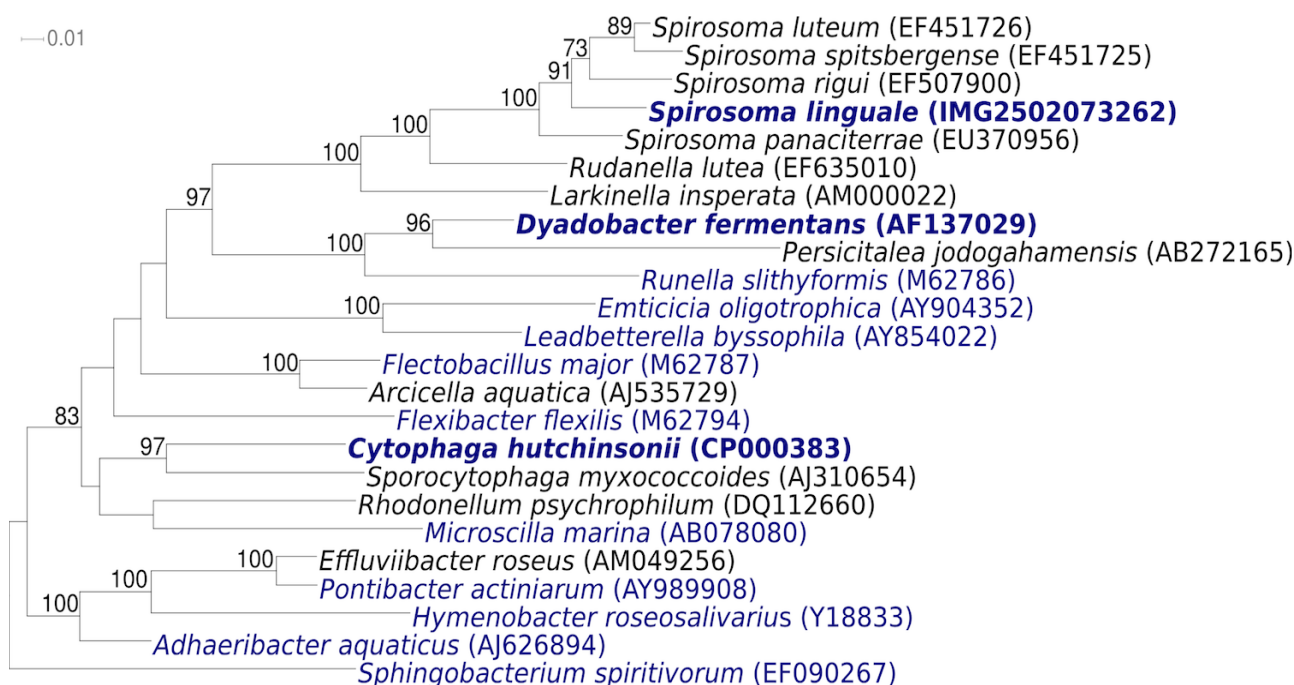 0.01
89 Spirosoma luteum (EF451726)
Spirosoma spitsbergense (EF451725)
73
Spirosoma rigui (EF507900)
91
Spirosoma linguale (IMG2502073262)
100
Spirosoma panaciterrae (EU370956)
100
Rudanella lutea (EF635010)
100
Larkinella insperata (AM000022)
97
Dyadobacter fermentans (AF137029)
96
Persicitalea jodogahamensis (AB272165)
100
Runella slithyformis (M62786)
Emticicia oligotrophica (AY904352)
100
Leadbetterella byssophila (AY854022)
Flectobacillus major (M62787)
100
Arcicella aquatica (AJ535729)
83
Flexibacter flexilis (M62794)
97 Cytophaga hutchinsonii (CP000383)
Sporocytophaga myxococcoides (AJ310654)
Rhodonellum psychrophilum (DQ112660)
Microscilla marina (AB078080)
100 Effluviibacter roseus (AM049256)
100
Pontibacter actiniarum (AY989908)
100
Hymenobacter roseosalivarius (Y18833)
Adhaeribacter aquaticus (AJ626894)
Sphingobacterium spiritivorum (EF090267)